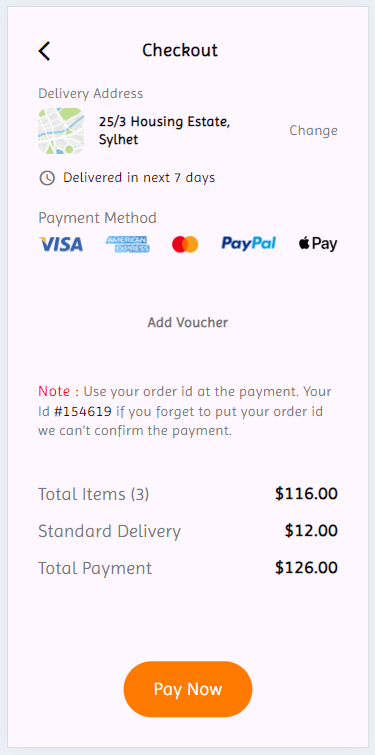 Checkout
Delivery Address
25/3 Housing Estate,
Sylhet
Change
Delivered in next 7 days
Payment Method
VISA AMERICAN EXPRESS PayPal Pay
Add Voucher
Note : Use your order id at the payment. Your
Id #154619 if you forget to put your order id
we can't confirm the payment.
Total Items (3) $116.00
Standard Delivery $12.00
Total Payment $126.00
Pay Now